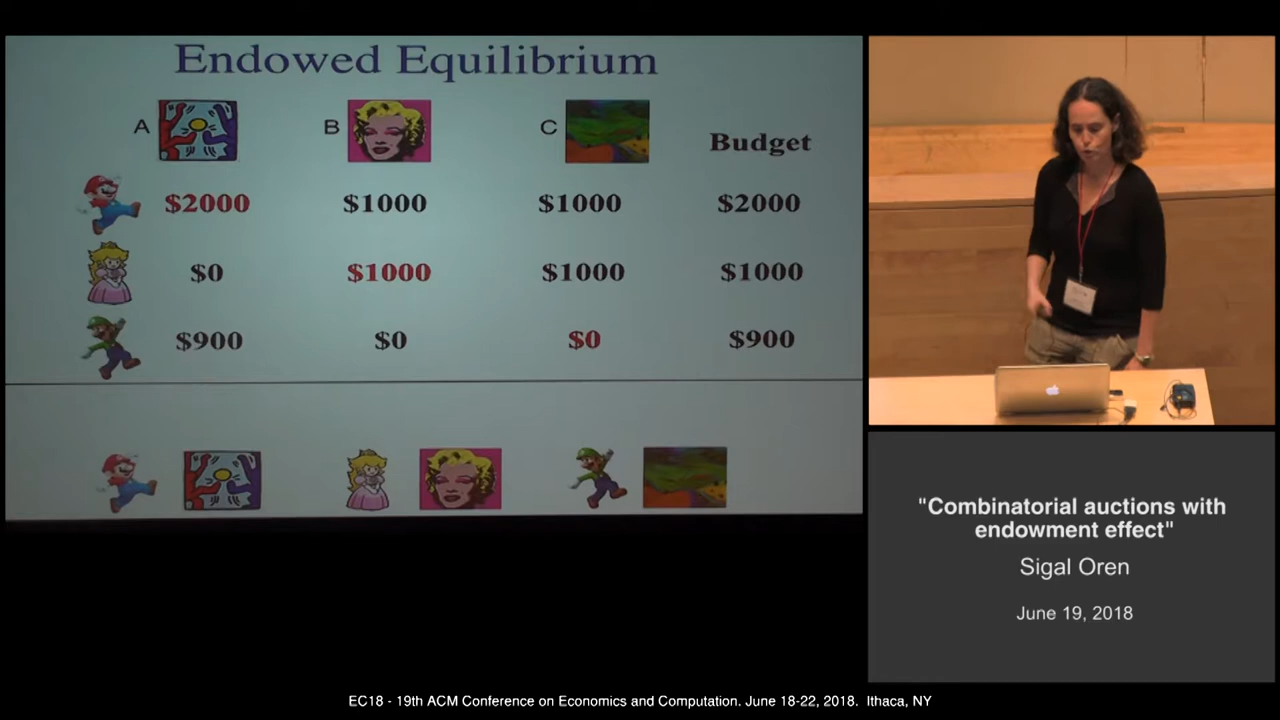 Endowed Equilibrium
A B C Budget
$2000 $1000 $1000 $2000
$0 $1000 $1000 $1000
$900 $0 $0 $900
"Combinatorial auctions with
endowment effect"
Sigal Oren
June 19, 2018
EC18 - 19th ACM Conference on Economics and Computation. June 18-22, 2018. Ithaca, NY